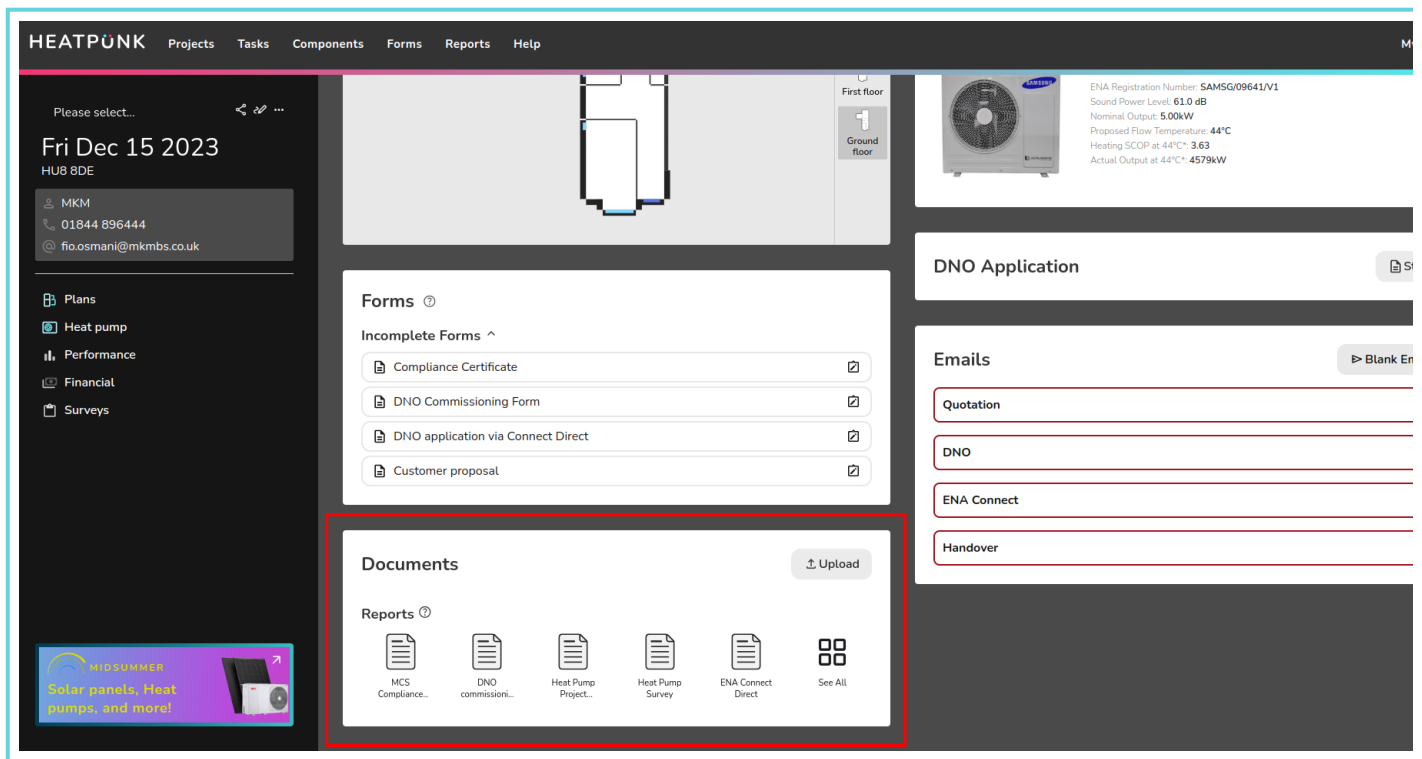 HEATPÜNK Projects Tasks Components Forms Reports Help
Please select...
Fri Dec 15 2023
HU8 8DE
MKM
01844 896444
fio.osmani@mkmbs.co.uk
Plans
Heat pump
Performance
Financial
Surveys
MIDSUMMER
Solar panels, Heat
pumps, and more!
First floor
Ground
floor
Forms
Incomplete Forms
Compliance Certificate
DNO Commissioning Form
DNO application via Connect Direct
Customer proposal
Documents
Upload
Reports
MCS
Compliance...
DNO
commissioni...
Heat Pump
Project...
Heat Pump
Survey
ENA Connect
Direct
See All
SAMSUNG
ENA Registration Number: SAMSG/09641/V1
Sound Power Level: 61.0 dB
Nominal Output: 5.00kW
Proposed Flow Temperature: 44°C
Heating SCOP at 44°C*: 3.63
Actual Output at 44°C*: 4579kW
DNO Application
Emails
Blank Em
Quotation
DNO
ENA Connect
Handover